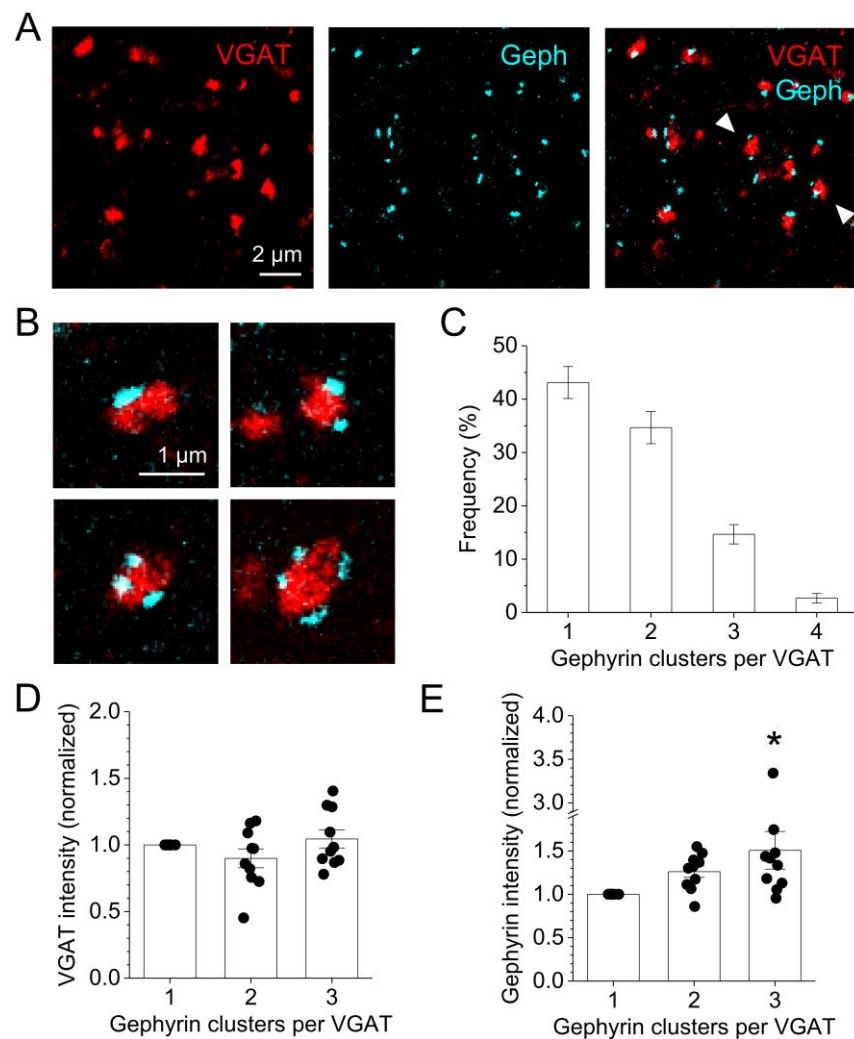 A
VGAT
Geph
VGAT
Geph
2 µm
B
1 µm
C
Frequency (%)
50
40
30
20
10
0
1 2 3 4
Gephyrin clusters per VGAT
D
VGAT intensity (normalized)
2.0
1.5
1.0
0.5
0.0
1 2 3
Gephyrin clusters per VGAT
E
Gephyrin intensity (normalized)
4.0
3.5
3.0
1.5
1.0
0.5
0.0
*
1 2 3
Gephyrin clusters per VGAT